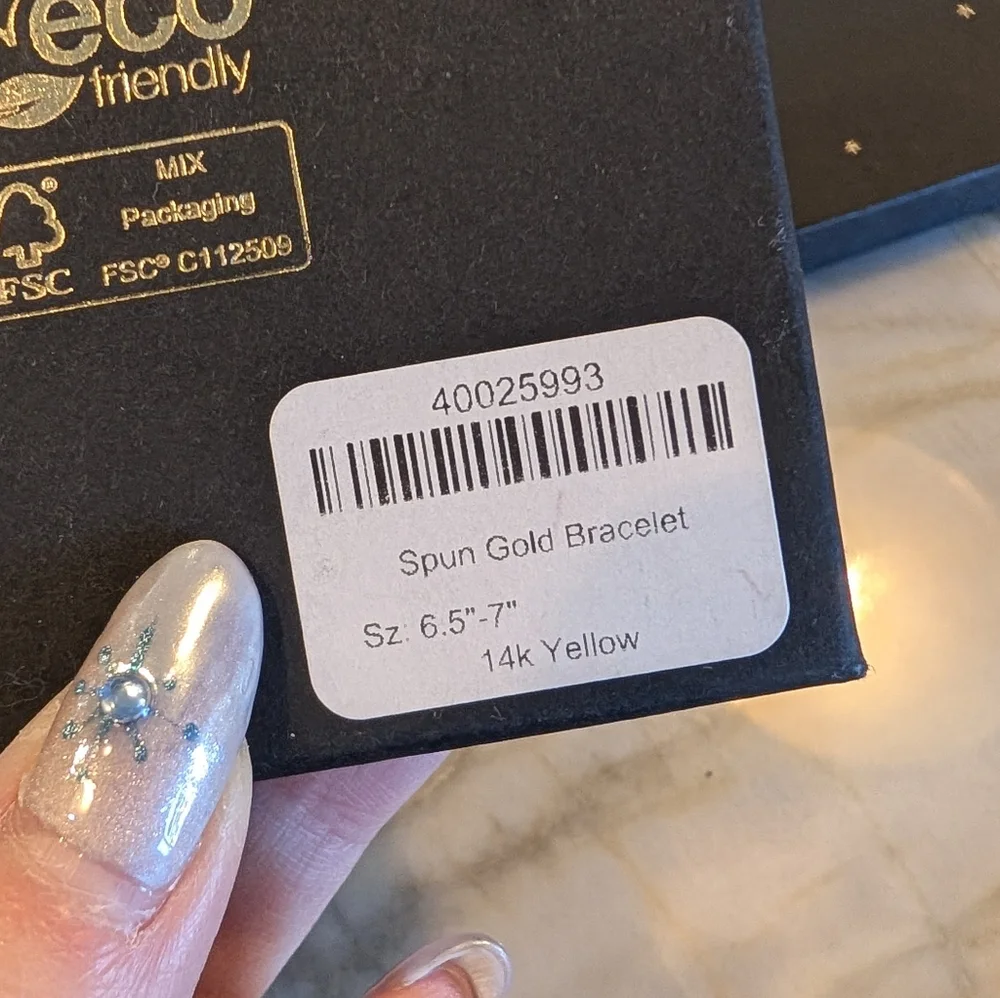 eco
friendly
MIX
Packaging
FSC® C112509
FSC
40025993
Spun Gold Bracelet
Sz: 6.5"-7"
14k Yellow